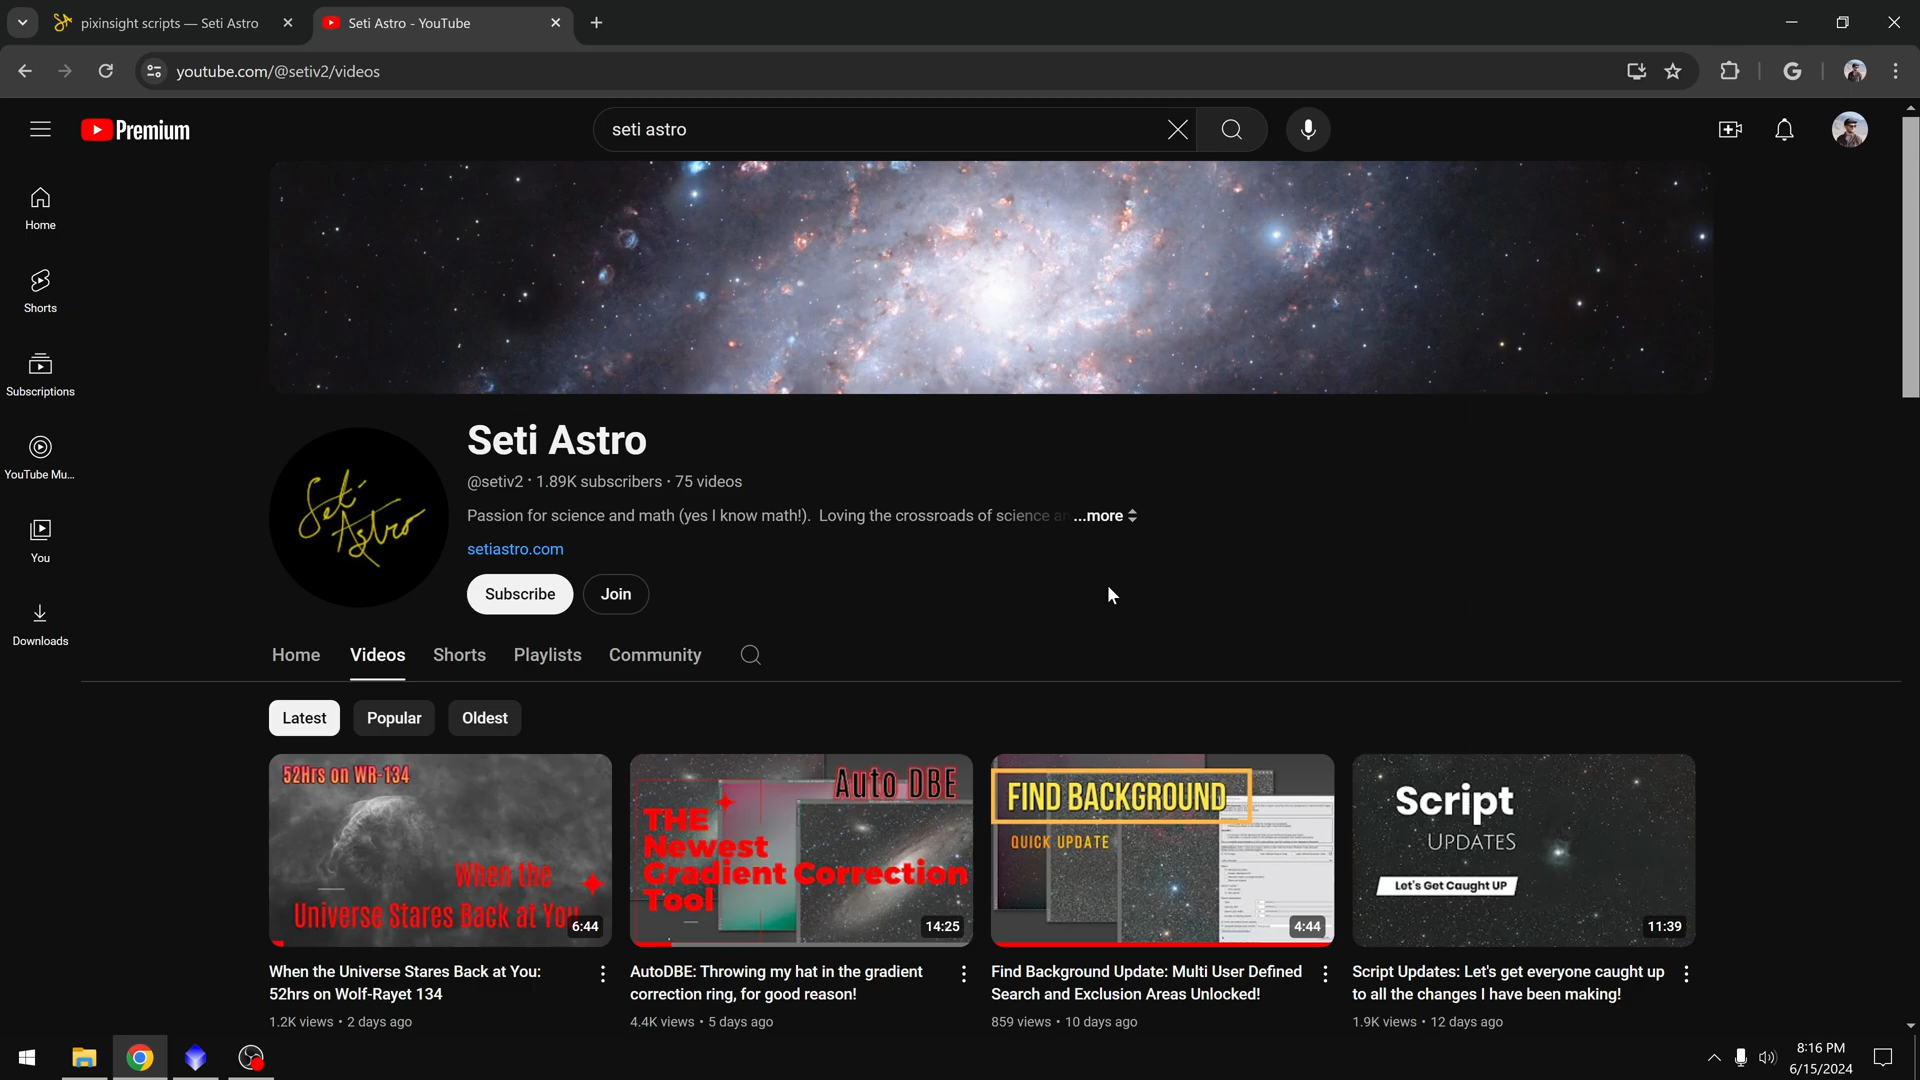 pixinsight scripts — Seti Astro
Seti Astro - YouTube
youtube.com/@setiv2/videos
Premium
seti astro
Home
Shorts
Subscriptions
YouTube Mu...
You
Downloads
Seti Astro
Seti Astro
@setiv2 • 1.89K subscribers • 75 videos
Passion for science and math (yes I know math!). Loving the crossroads of science a ...more
setiastro.com
Subscribe
Join
Home
Videos
Shorts
Playlists
Community
Latest
Popular
Oldest
52Hrs on WR-134
When the
Universe Stares Back at You
6:44
Auto DBE
THE
Newest
Gradient Correction
Tool
14:25
FIND BACKGROUND
QUICK UPDATE
4:44
Script
UPDATES
Let's Get Caught UP
11:39
When the Universe Stares Back at You:
52hrs on Wolf-Rayet 134
1.2K views • 2 days ago
AutoDBE: Throwing my hat in the gradient
correction ring, for good reason!
4.4K views • 5 days ago
Find Background Update: Multi User Defined
Search and Exclusion Areas Unlocked!
859 views • 10 days ago
Script Updates: Let's get everyone caught up
to all the changes I have been making!
1.9K views • 12 days ago
8:16 PM
6/15/2024